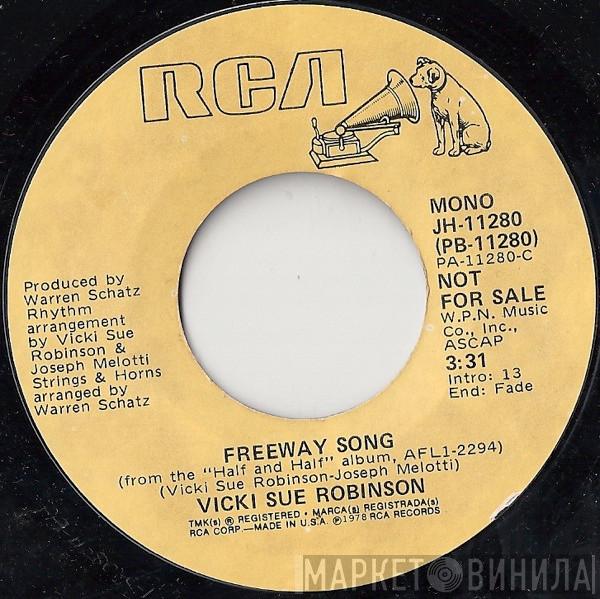 RCA
MONO
JH-11280
(PB-11280)
PA-11280-C
NOT
FOR SALE
W.P.N. Music
Co., Inc.,
ASCAP
3:31
Intro: 13
End: Fade
Produced by
Warren Schatz
Rhythm
arrangement
by Vicki Sue
Robinson &
Joseph Melotti
Strings & Horns
arranged by
Warren Schatz
FREEWAY SONG
(from the "Half and Half" album, AFL1-2294)
(Vicki Sue Robinson-Joseph Melotti)
VICKI SUE ROBINSON
TMK(s) ® REGISTERED • MARCA(s) REGISTRADA(s)
RCA CORP.—MADE IN U.S.A. ℗ 1978 RCA RECORDS
МАРКЕТ ВИНИЛА